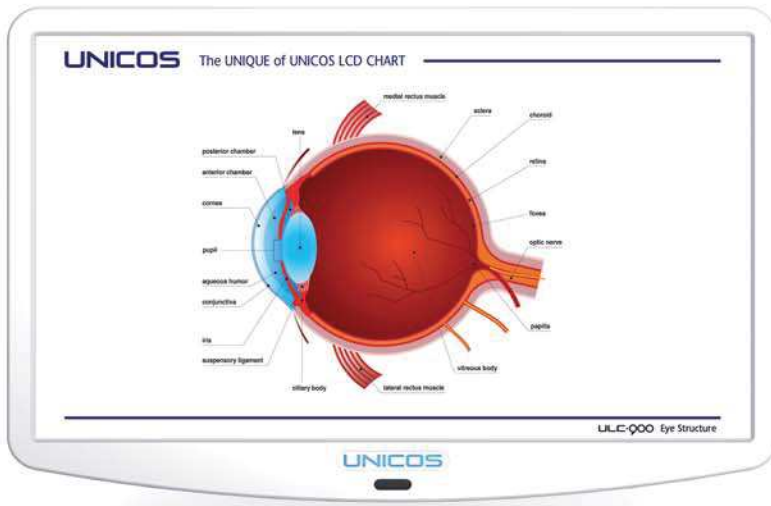 UNICOS The UNIQUE of UNICOS LCD CHART
medial rectus muscle
sclera
choroid
lens
posterior chamber
anterior chamber
retina
cornea
fovea
pupil
optic nerve
aqueous humor
conjunctiva
papilla
iris
suspensory ligament
vitreous body
ciliary body
lateral rectus muscle
ULC-900 Eye Structure
UNICOS